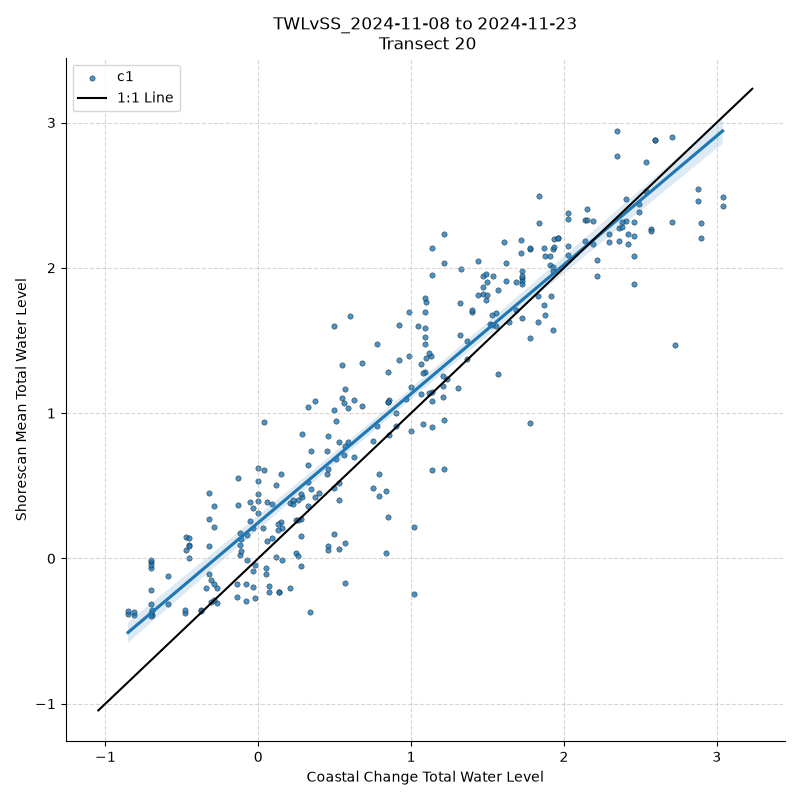 TWLvSS_2024-11-08 to 2024-11-23
Transect 20
c1
1:1 Line
Shorescan Mean Total Water Level
3
2
1
0
−1
−1
0
1
2
3
Coastal Change Total Water Level